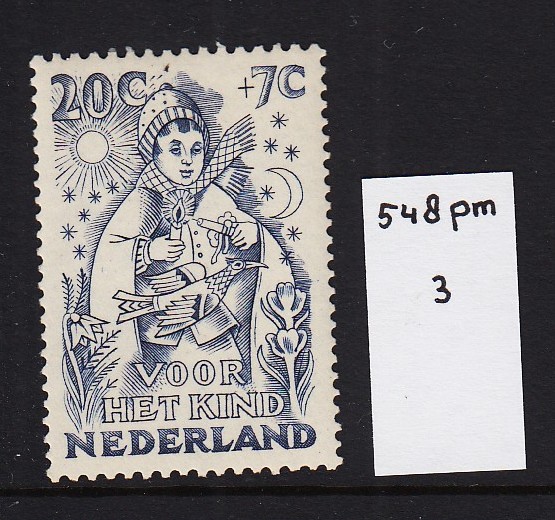 20C +7C
VOOR
HET KIND
NEDERLAND
548 pm
3